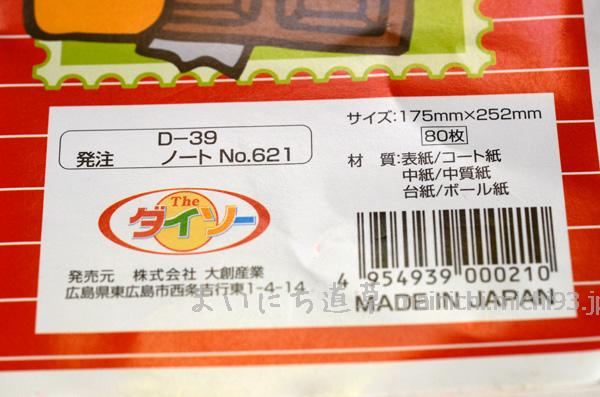 D-39
発注 ノート No.621
サイズ:175mm×252mm
80枚
材 質:表紙/コート紙
中紙/中質紙
台紙/ボール紙
The
ダイソー
発売元 株式会社 大創産業
広島県東広島市西条吉行東1-4-14
4 954939 000210
MADE IN JAPAN
まいにち道草 mainichi.michi93.jp